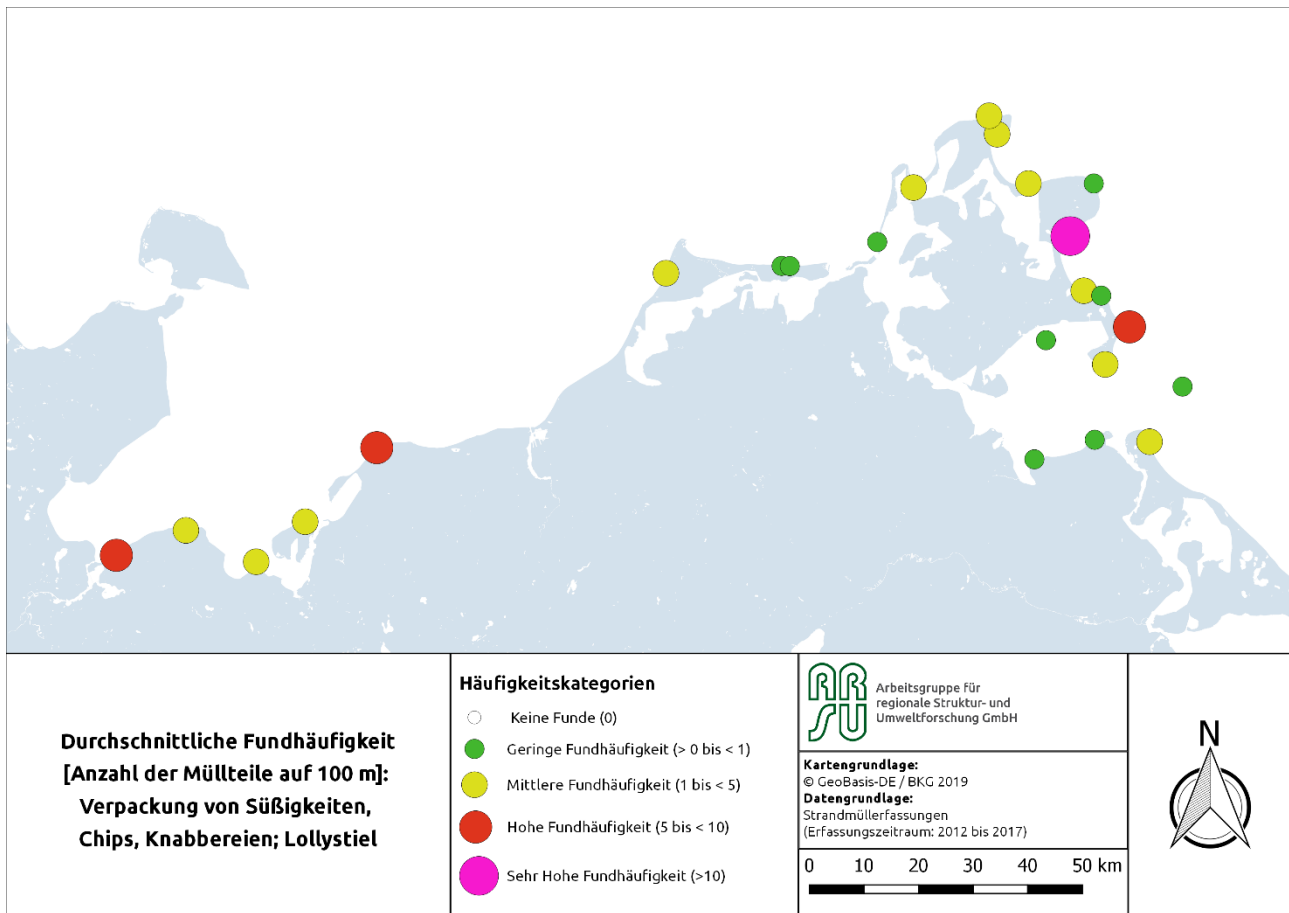 Durchschnittliche Fundhäufigkeit
[Anzahl der Müllteile auf 100 m]:
Verpackung von Süßigkeiten,
Chips, Knabbereien; Lollystiel
Häufigkeitskategorien
Keine Funde (0)
Geringe Fundhäufigkeit (> 0 bis < 1)
Mittlere Fundhäufigkeit (1 bis < 5)
Hohe Fundhäufigkeit (5 bis < 10)
Sehr Hohe Fundhäufigkeit (>10)
ARSU
Arbeitsgruppe für
regionale Struktur- und
Umweltforschung GmbH
Kartengrundlage:
© GeoBasis-DE / BKG 2019
Datengrundlage:
Strandmüllerfassungen
(Erfassungszeitraum: 2012 bis 2017)
0 10 20 30 40 50 km
N